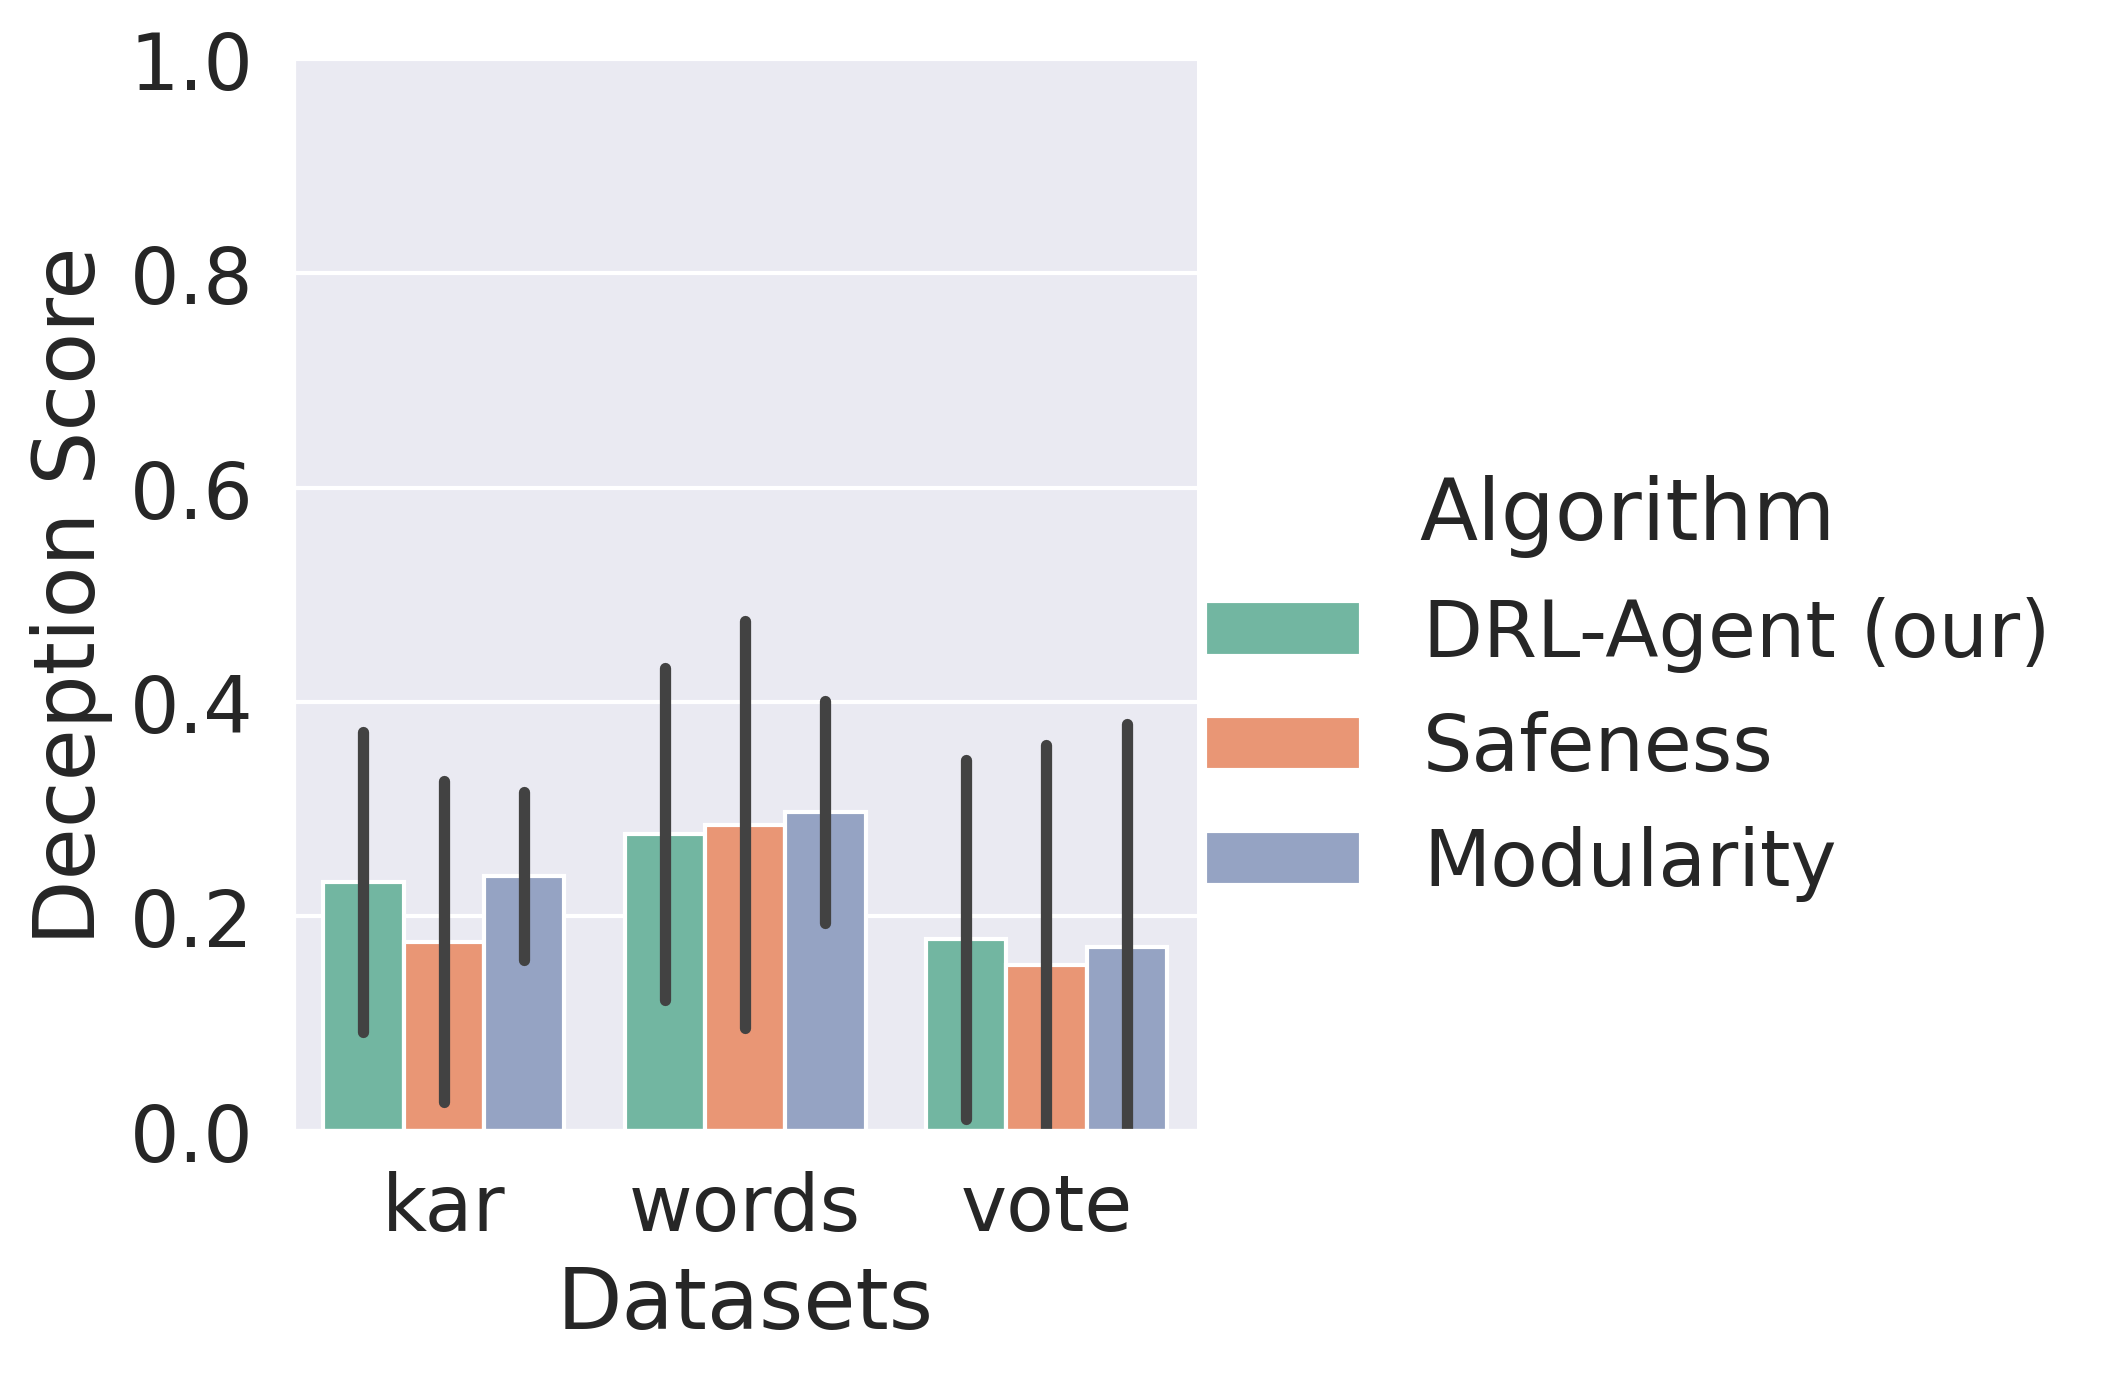 1.0
0.8
0.6
0.4
0.2
0.0
Deception Score
kar
words
vote
Datasets
Algorithm
DRL-Agent (our)
Safeness
Modularity